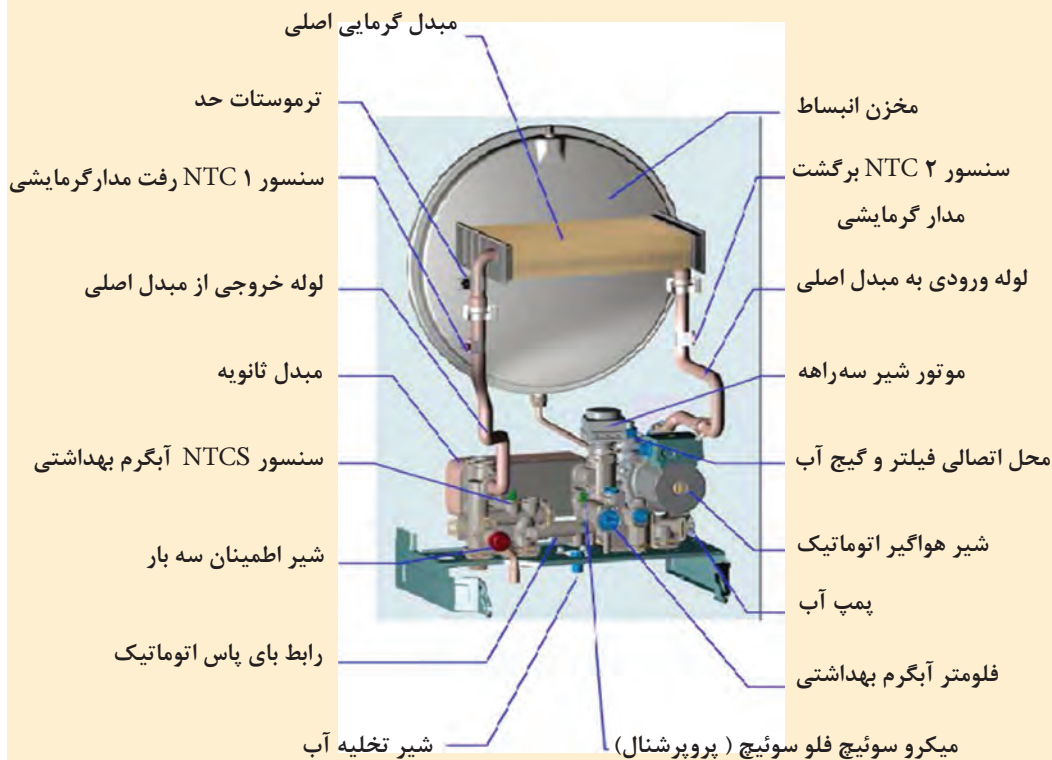 مبدل گرمایی اصلی
مخزن انبساط
ترموستات حد
سنسور NTC ۲ برگشت
مدار گرمایشی
سنسور NTC ۱ رفت مدارگرمایشی
لوله ورودی به مبدل اصلی
لوله خروجی از مبدل اصلی
موتور شیر سه‌راهه
مبدل ثانویه
محل اتصالی فیلتر و گیج آب
سنسور NTCS آبگرم بهداشتی
شیر هواگیر اتوماتیک
شیر اطمینان سه بار
پمپ آب
فلومتر آبگرم بهداشتی
رابط بای پاس اتوماتیک
میکرو سوئیچ فلو سوئیچ ( پروپرشنال)
شیر تخلیه آب